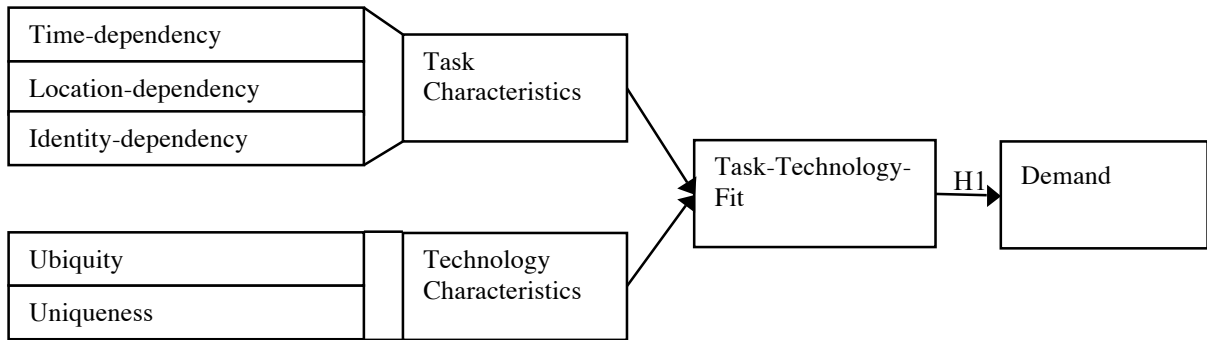 Time-dependency
Location-dependency
Identity-dependency
Task
Characteristics
Ubiquity
Uniqueness
Technology
Characteristics
Task-Technology-
Fit
H1
Demand